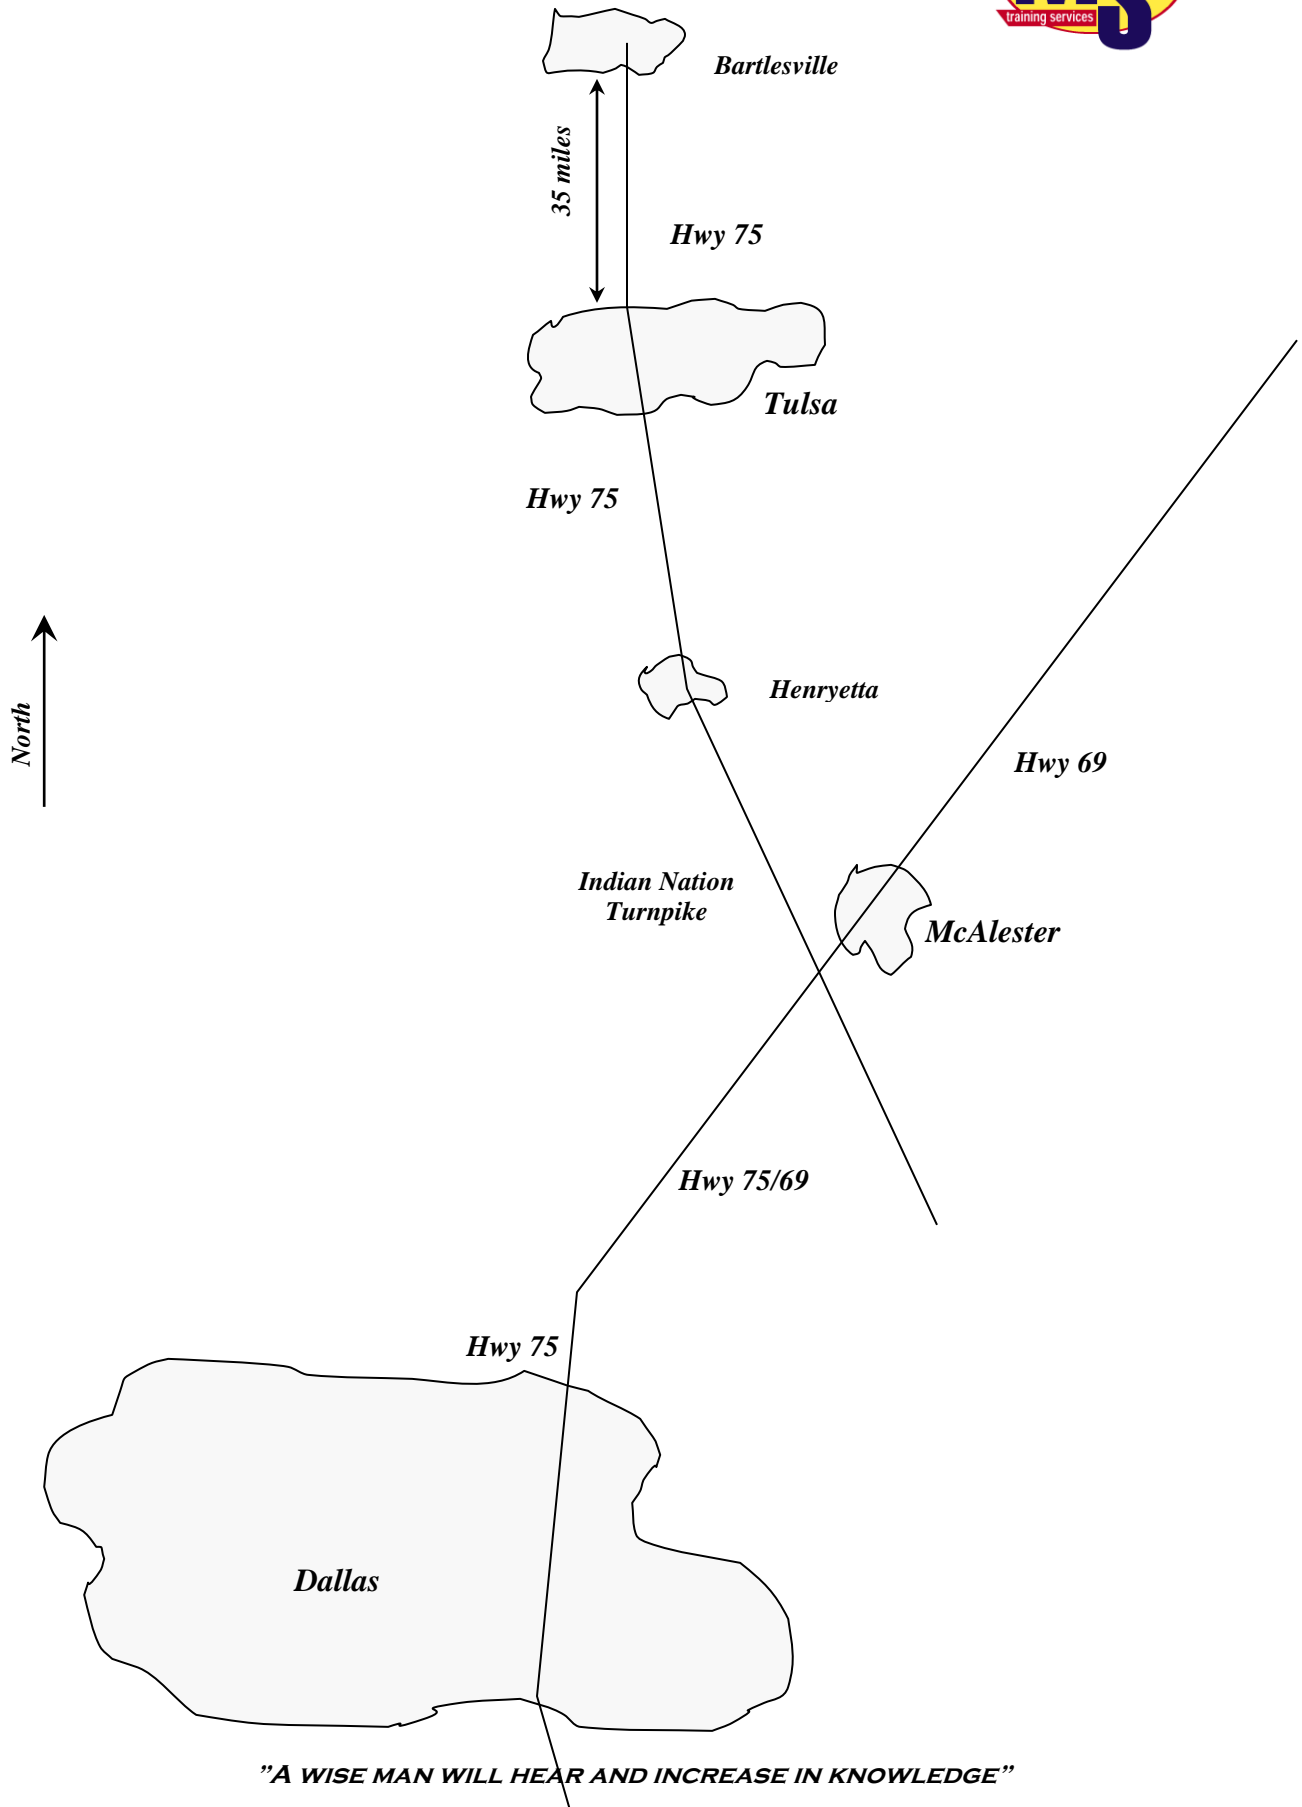 training services
Bartlesville
35 miles
Hwy 75
Tulsa
Hwy 75
Henryetta
North
Hwy 69
Indian Nation
Turnpike
McAlester
Hwy 75/69
Hwy 75
Dallas
”A WISE MAN WILL HEAR AND INCREASE IN KNOWLEDGE”